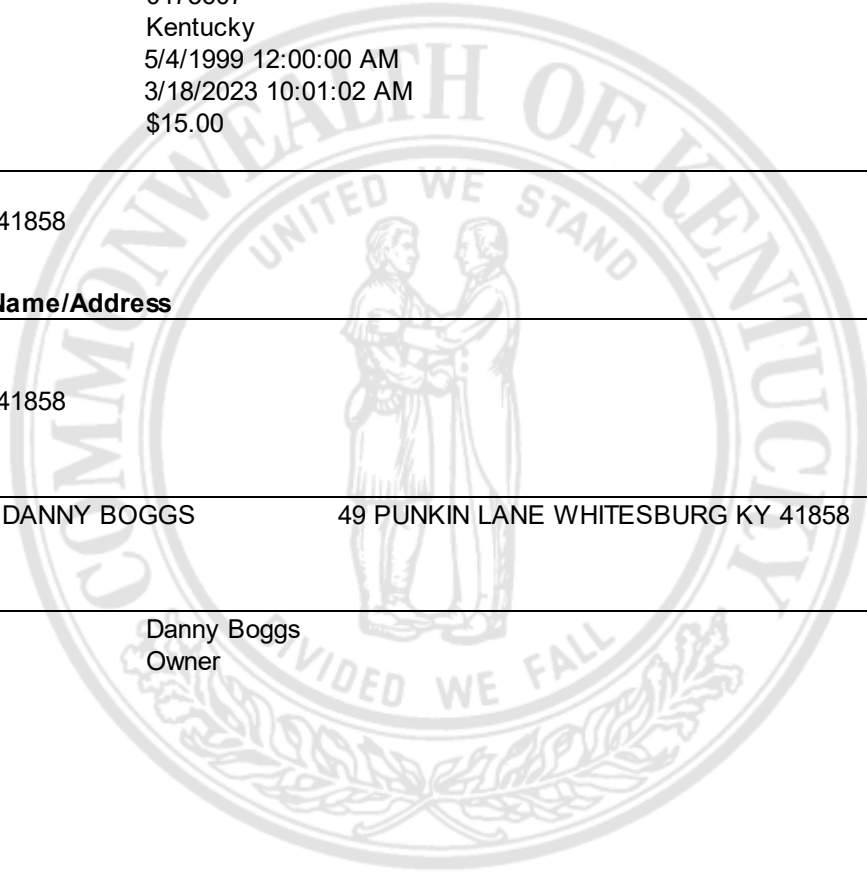 Kentucky
5/4/1999 12:00:00 AM
3/18/2023 10:01:02 AM
$15.00
41858
Name/Address
41858
DANNY BOGGS 49 PUNKIN LANE WHITESBURG KY 41858
Danny Boggs
Owner
COMMONWEALTH OF KENTUCKY
UNITED WE STAND
DIVIDED WE FALL